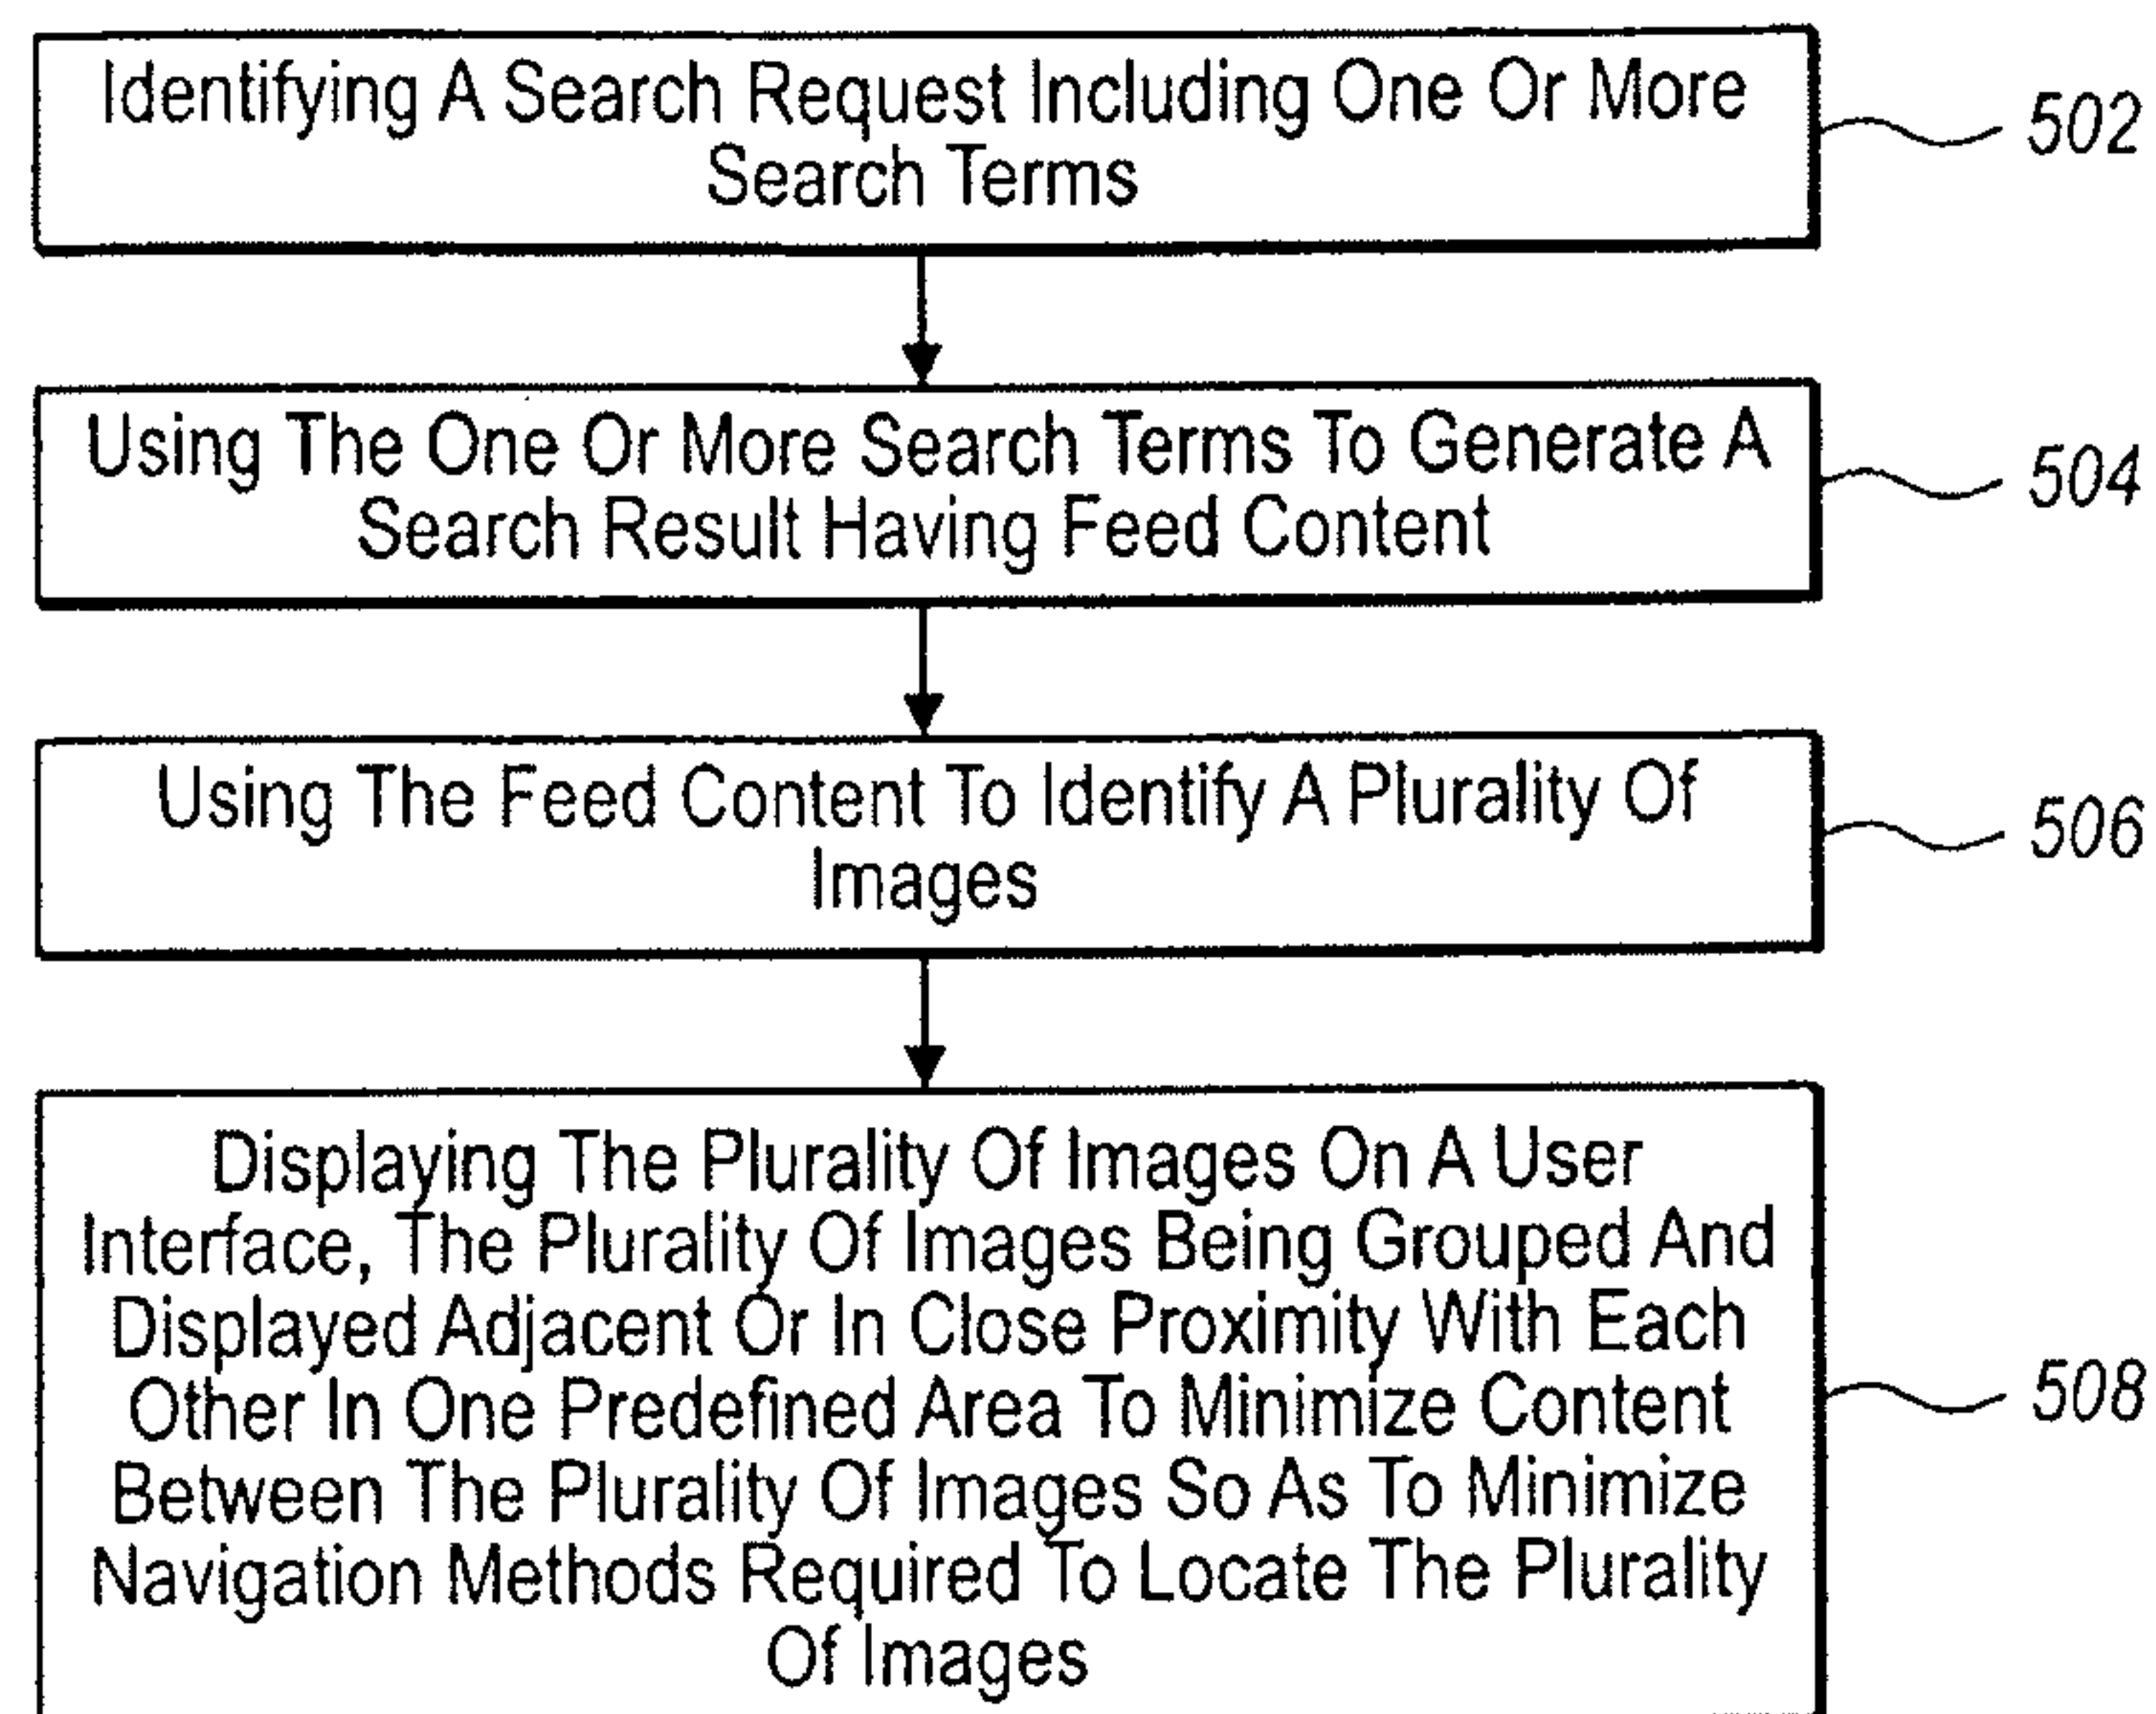 Identifying A Search Request Including One Or More
Search Terms
502
Using The One Or More Search Terms To Generate A
Search Result Having Feed Content
504
Using The Feed Content To Identify A Plurality Of
Images
506
Displaying The Plurality Of Images On A User
Interface, The Plurality Of Images Being Grouped And
Displayed Adjacent Or In Close Proximity With Each
Other In One Predefined Area To Minimize Content
Between The Plurality Of Images So As To Minimize
Navigation Methods Required To Locate The Plurality
Of Images
508